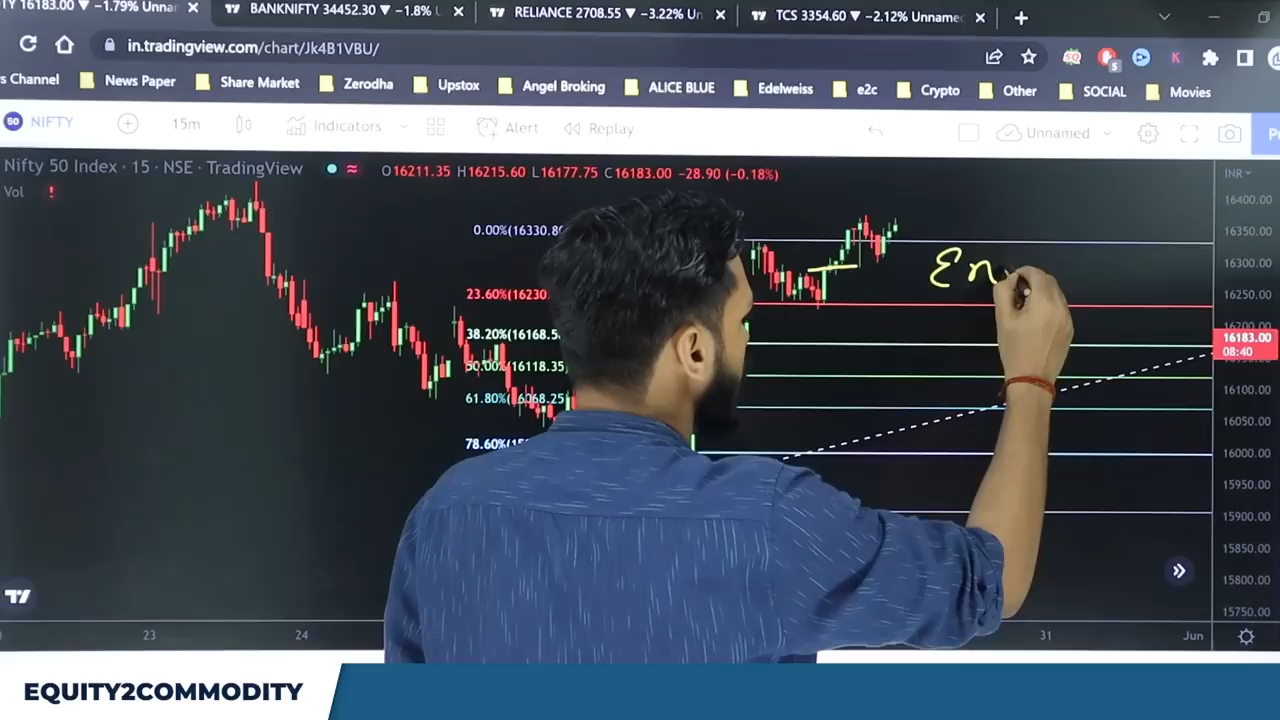 16183.00 ▼ −1.79%
BANKNIFTY 34452.30 ▼ −1.8%
RELIANCE 2708.55 ▼ −3.22%
TCS 3354.60 ▼ −2.12%
in.tradingview.com/chart/Jk4B1VBU/
Channel News Paper Share Market Zerodha Upstox Angel Broking ALICE BLUE Edelweiss e2c Crypto Other SOCIAL Movies
50 NIFTY 15m Indicators Alert Replay Unnamed
Nifty 50 Index · 15 · NSE · TradingView O16211.35 H16215.60 L16177.75 C16183.00 −28.90 (−0.18%) INR
Vol !
16400.00
0.00%(16330.80
16350.00
16300.00
En
23.60%(16230.
16250.00
16200.00
38.20%(16168.5
16183.00
08:40
50.00%(16118.35
16100.00
61.80%(16068.25
16050.00
78.60%
16000.00
15950.00
15900.00
15850.00
15800.00
15750.00
23 24 31 Jun
EQUITY2COMMODITY